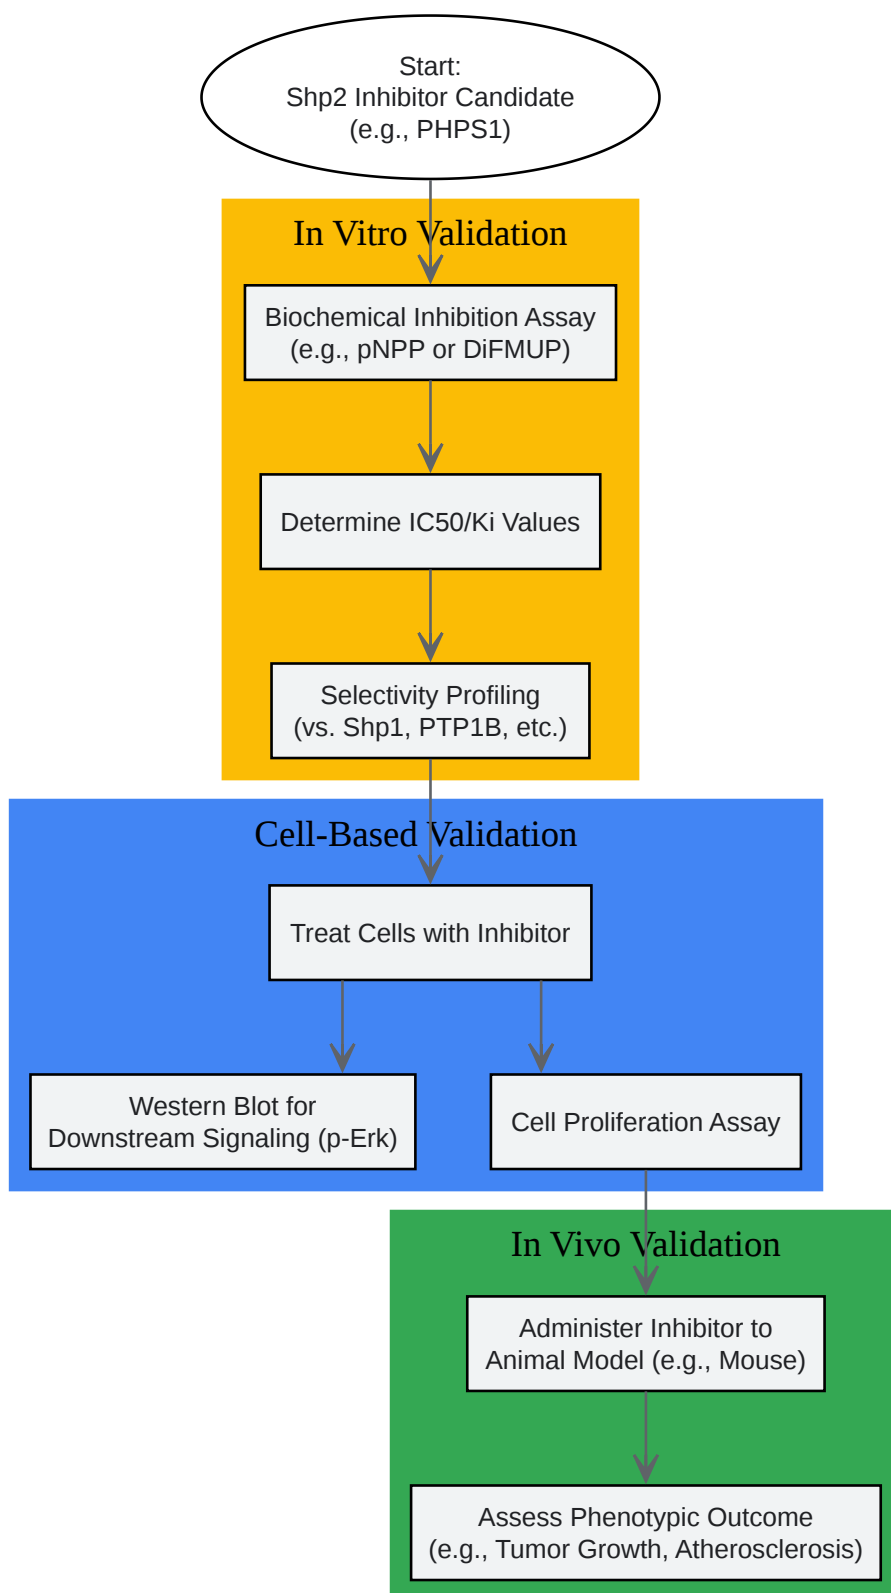 Start:
Shp2 Inhibitor Candidate
(e.g., PHPS1)
In Vitro Validation
Biochemical Inhibition Assay
(e.g., pNPP or DiFMUP)
Determine IC50/Ki Values
Selectivity Profiling
(vs. Shp1, PTP1B, etc.)
Cell-Based Validation
Treat Cells with Inhibitor
Western Blot for
Downstream Signaling (p-Erk)
Cell Proliferation Assay
In Vivo Validation
Administer Inhibitor to
Animal Model (e.g., Mouse)
Assess Phenotypic Outcome
(e.g., Tumor Growth, Atherosclerosis)